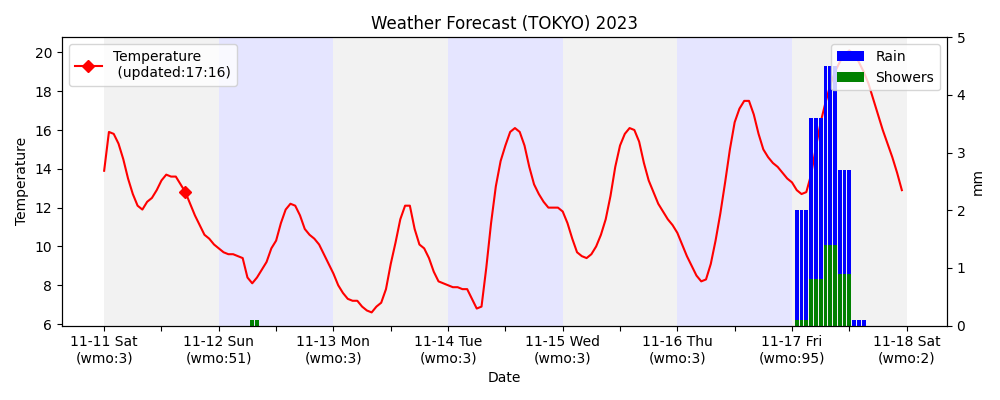 Weather Forecast (TOKYO) 2023
Temperature
(updated:17:16)
Rain
Showers
20
18
16
14
12
10
8
6
Temperature
5
4
3
2
1
0
mm
11-11 Sat
(wmo:3)
11-12 Sun
(wmo:51)
11-13 Mon
(wmo:3)
11-14 Tue
(wmo:3)
11-15 Wed
(wmo:3)
11-16 Thu
(wmo:3)
11-17 Fri
(wmo:95)
11-18 Sat
(wmo:2)
Date